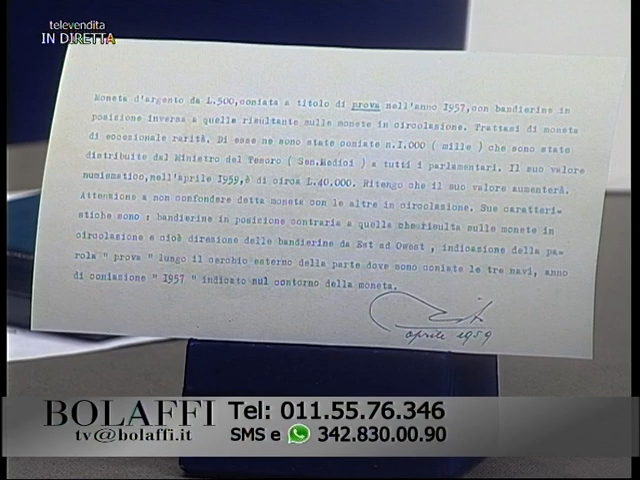 televendita
IN DIRETTA
Moneta d'argento da L.500,coniata a titolo di prova nell'anno 1957,con bandierine in
posizione inversa a quella risultante sulle monete in circolazione. Trattasi di moneta
di eccezionale rarità. Di esse ne sono state coniate n.1.000 ( mille ) che sono state
distribuite dal Ministro del Tesoro ( Sen.Medici ) a tutti i parlamentari. Il suo valore
numismatico,nell'aprile 1959,è di circa L.40.000. Ritengo che il suo valore aumenterà.
Attenzione a non confondere detta moneta con le altre in circolazione. Sue caratteri-
stiche sono : bandierine in posizione contraria a quella che risulta sulle monete in
circolazione e cioè direzione delle bandierine da Est ad Ovest , indicazione della pa-
rola " prova " lungo il cerchio esterno della parte dove sono coniate le tre navi, anno
di coniazione " 1957 " indicato sul contorno della moneta.
aprile 1959
BOLAFFI
tv@bolaffi.it
Tel: 011.55.76.346
SMS e 342.830.00.90